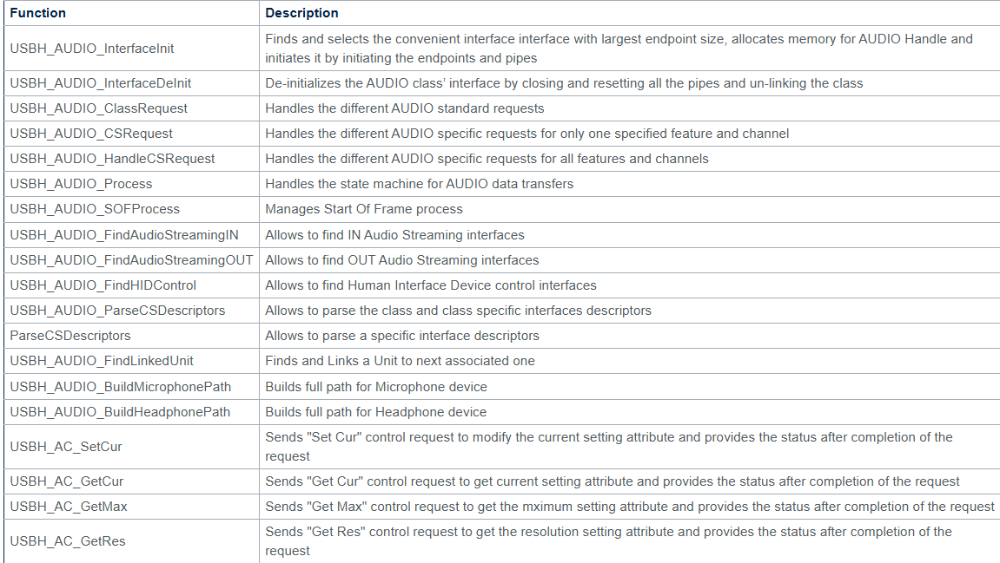 Function Description
USBH_AUDIO_InterfaceInit Finds and selects the convenient interface interface with largest endpoint size, allocates memory for AUDIO Handle and
initiates it by initiating the endpoints and pipes
USBH_AUDIO_InterfaceDeInit De-initializes the AUDIO class’ interface by closing and resetting all the pipes and un-linking the class
USBH_AUDIO_ClassRequest Handles the different AUDIO standard requests
USBH_AUDIO_CSRequest Handles the different AUDIO specific requests for only one specified feature and channel
USBH_AUDIO_HandleCSRequest Handles the different AUDIO specific requests for all features and channels
USBH_AUDIO_Process Handles the state machine for AUDIO data transfers
USBH_AUDIO_SOFProcess Manages Start Of Frame process
USBH_AUDIO_FindAudioStreamingIN Allows to find IN Audio Streaming interfaces
USBH_AUDIO_FindAudioStreamingOUT Allows to find OUT Audio Streaming interfaces
USBH_AUDIO_FindHIDControl Allows to find Human Interface Device control interfaces
USBH_AUDIO_ParseCSDescriptors Allows to parse the class and class specific interfaces descriptors
ParseCSDescriptors Allows to parse a specific interface descriptors
USBH_AUDIO_FindLinkedUnit Finds and Links a Unit to next associated one
USBH_AUDIO_BuildMicrophonePath Builds full path for Microphone device
USBH_AUDIO_BuildHeadphonePath Builds full path for Headphone device
USBH_AC_SetCur Sends "Set Cur" control request to modify the current setting attribute and provides the status after completion of the
request
USBH_AC_GetCur Sends "Get Cur" control request to get current setting attribute and provides the status after completion of the request
USBH_AC_GetMax Sends "Get Max" control request to get the mximum setting attribute and provides the status after completion of the request
USBH_AC_GetRes Sends "Get Res" control request to get the resolution setting attribute and provides the status after completion of the
request